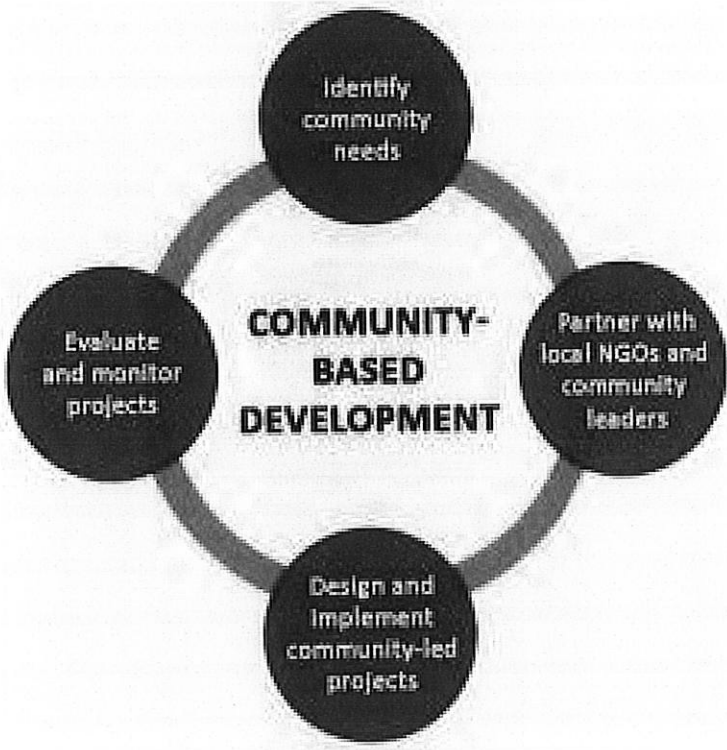 Identify
community
needs
Partner with
local NGOs and
community
leaders
Design and
implement
community-led
projects
Evaluate
and monitor
projects
COMMUNITY-
BASED
DEVELOPMENT